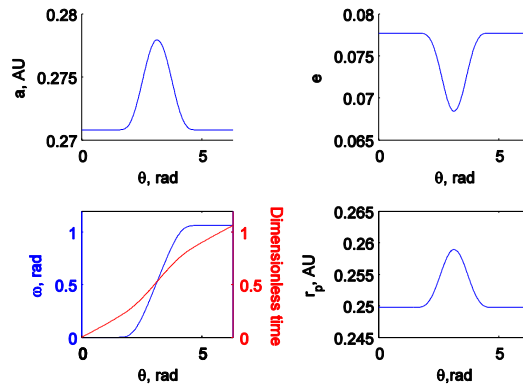 0.28
0.275
0.27
a, AU
0
5
θ, rad
0.08
0.075
0.07
0.065
e
0
5
θ, rad
1
0.5
0
ω, rad
1
0.5
0
Dimensionless time
0
5
θ, rad
0.265
0.26
0.255
0.25
0.245
r_p, AU
0
5
θ,rad